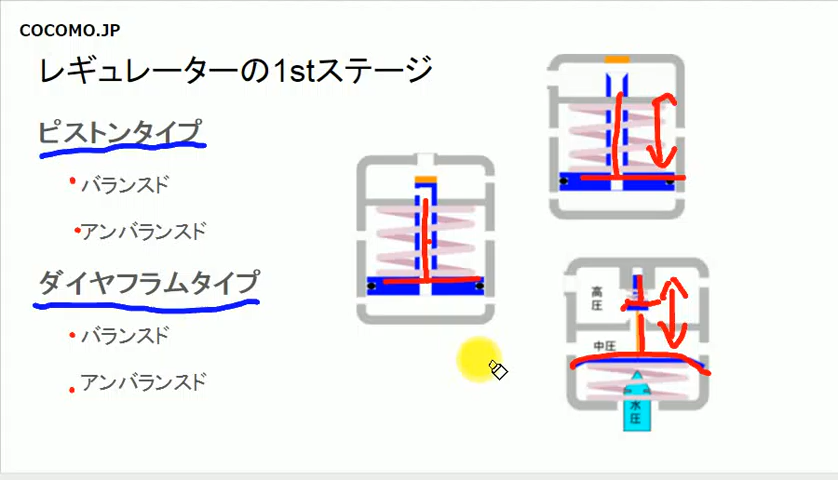 COCOMO.JP
レギュレーターの1stステージ
ピストンタイプ
バランスド
アンバランスド
ダイヤフラムタイプ
バランスド
アンバランスド
高圧
中圧
水圧